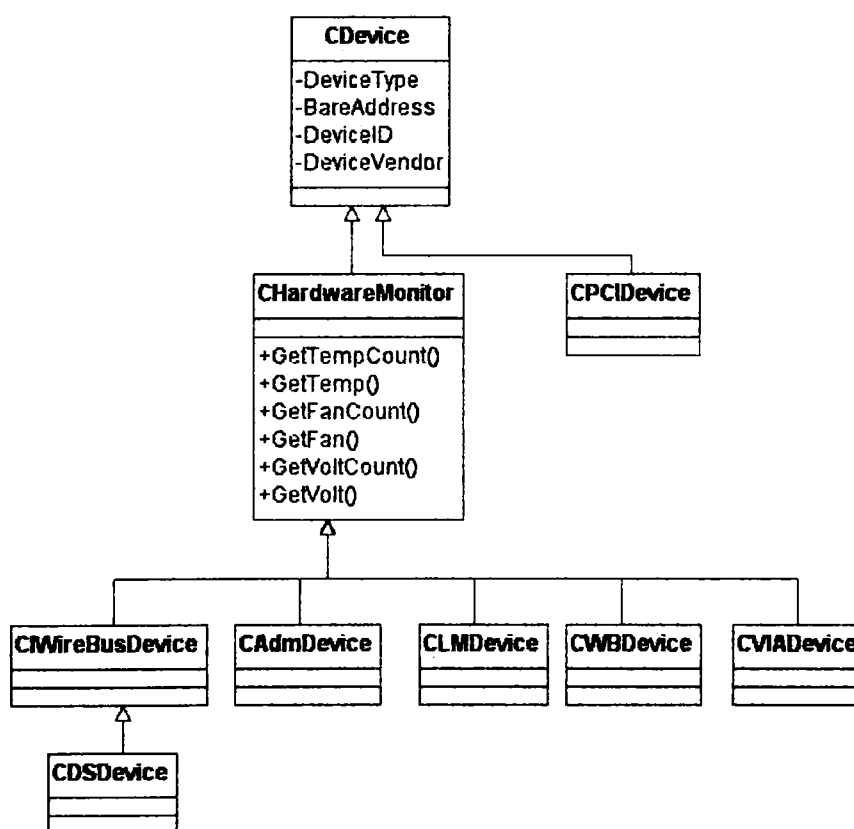 CDevice
-DeviceType
-BareAddress
-DeviceID
-DeviceVendor
CHardwareMonitor
CPCIDevice
+GetTempCount()
+GetTemp()
+GetFanCount()
+GetFan()
+GetVoltCount()
+GetVolt()
CIWireBusDevice
CAdmDevice
CLMDevice
CWBDevice
CVIADevice
CDSDevice